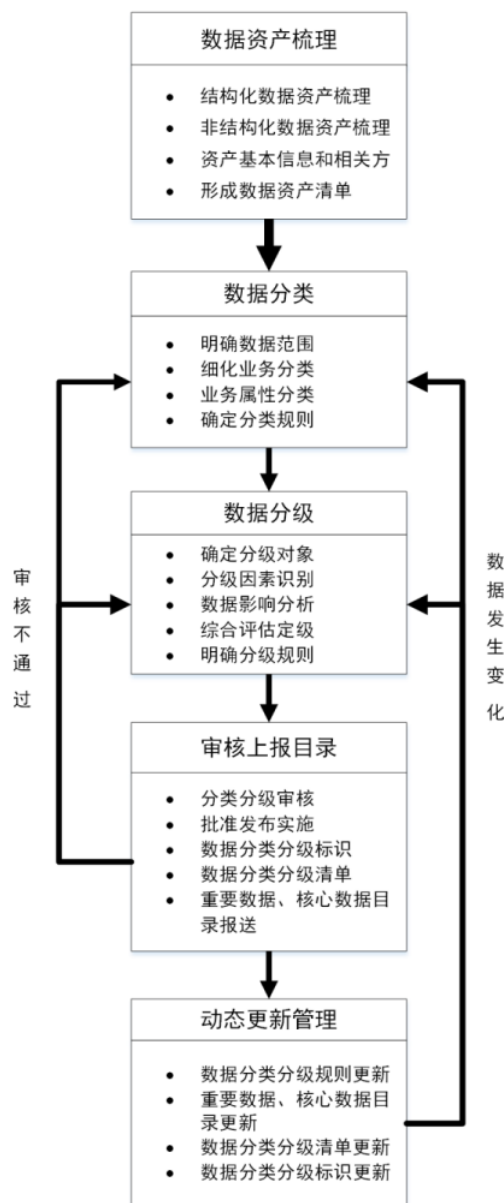 数据资产梳理
结构化数据资产梳理
非结构化数据资产梳理
资产基本信息和相关方
形成数据资产清单
数据分类
明确数据范围
细化业务分类
业务属性分类
确定分类规则
数据分级
确定分级对象
分级因素识别
数据影响分析
综合评估定级
明确分级规则
审核不通过
数据发生变化
审核上报目录
分类分级审核
批准发布实施
数据分类分级标识
数据分类分级清单
重要数据、核心数据目
录报送
动态更新管理
数据分类分级规则更新
重要数据、核心数据目
录更新
数据分类分级清单更新
数据分类分级标识更新